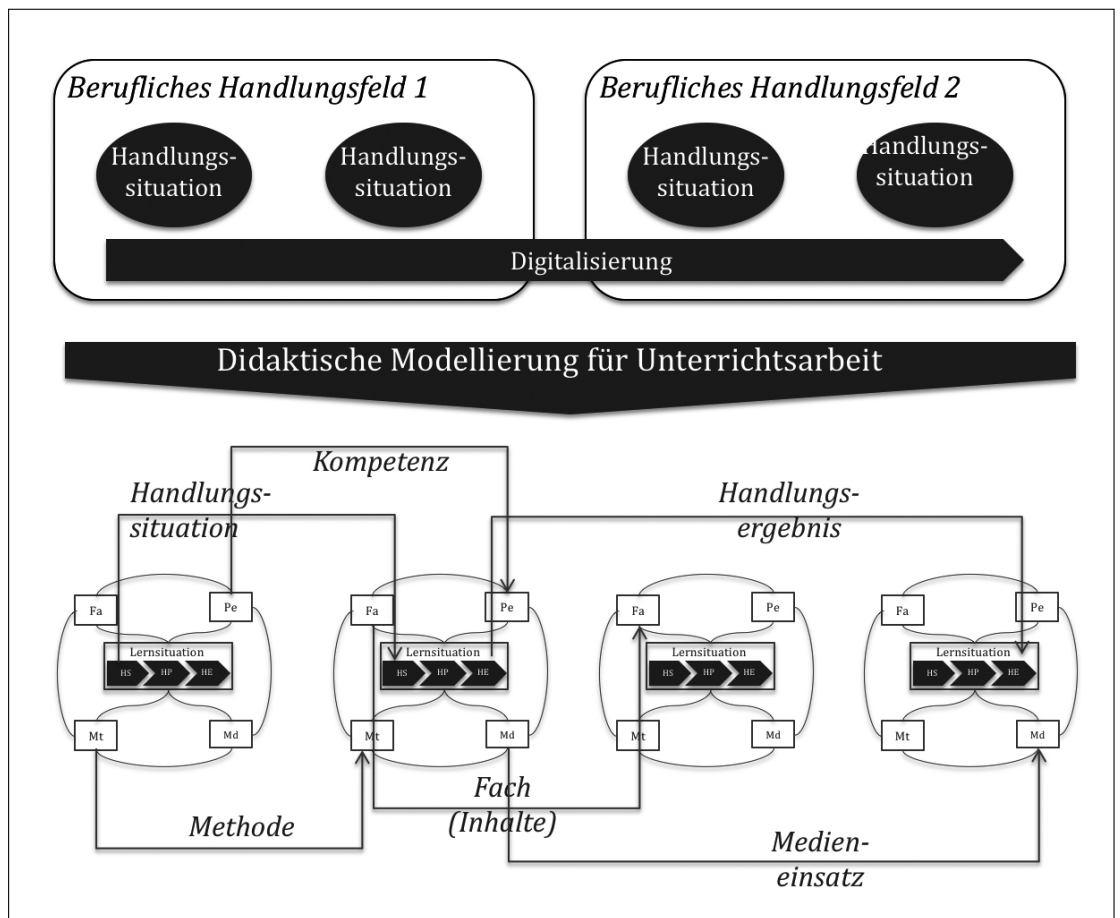 Berufliches Handlungsfeld 1
Handlungs-
situation
Handlungs-
situation
Berufliches Handlungsfeld 2
Handlungs-
situation
Handlungs-
situation
Digitalisierung
Didaktische Modellierung für Unterrichtsarbeit
Kompetenz
Handlungs-
situation
Handlungs-
ergebnis
Fa
Pe
Lernsituation
HS HP HE
Mt
Md
Fa
Pe
Lernsituation
HS HP HE
Mt
Md
Fa
Pe
Lernsituation
HS HP HE
Mt
Md
Fa
Pe
Lernsituation
HS HP HE
Mt
Md
Methode
Fach
(Inhalte)
Medien-
einsatz